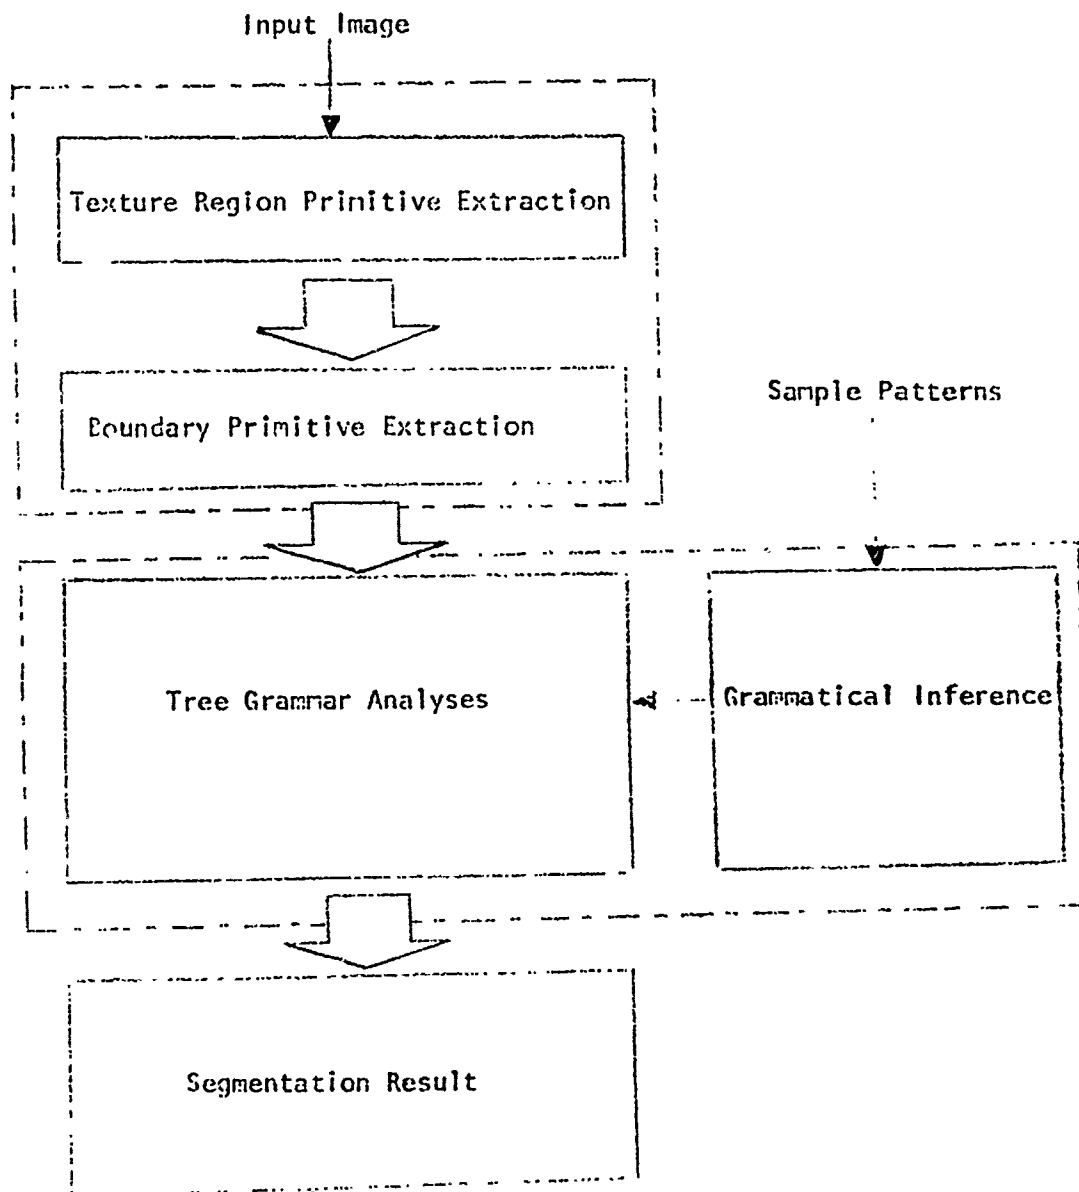 Input Image
Texture Region Primitive Extraction
Boundary Primitive Extraction
Sample Patterns
Tree Grammar Analyses
Grammatical Inference
Segmentation Result